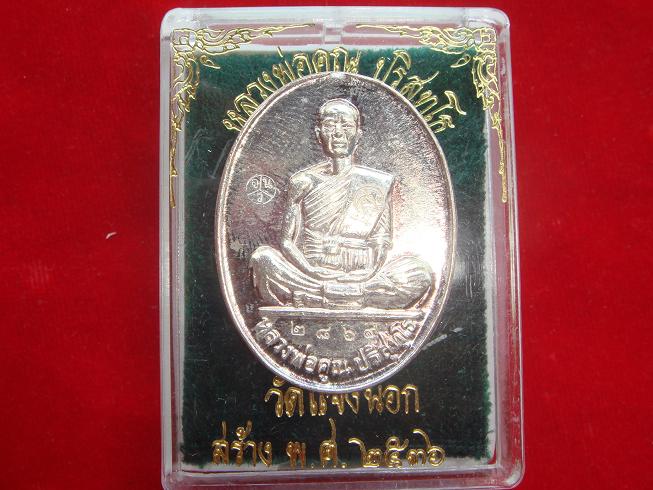 หลวงพ่อคูณ ปริสุทโธ
๒๘๖๘
หลวงพ่อคูณ ปริสุทฺโธ
วัดแจ้งนอก
สร้าง พ.ศ. ๒๕๓๖